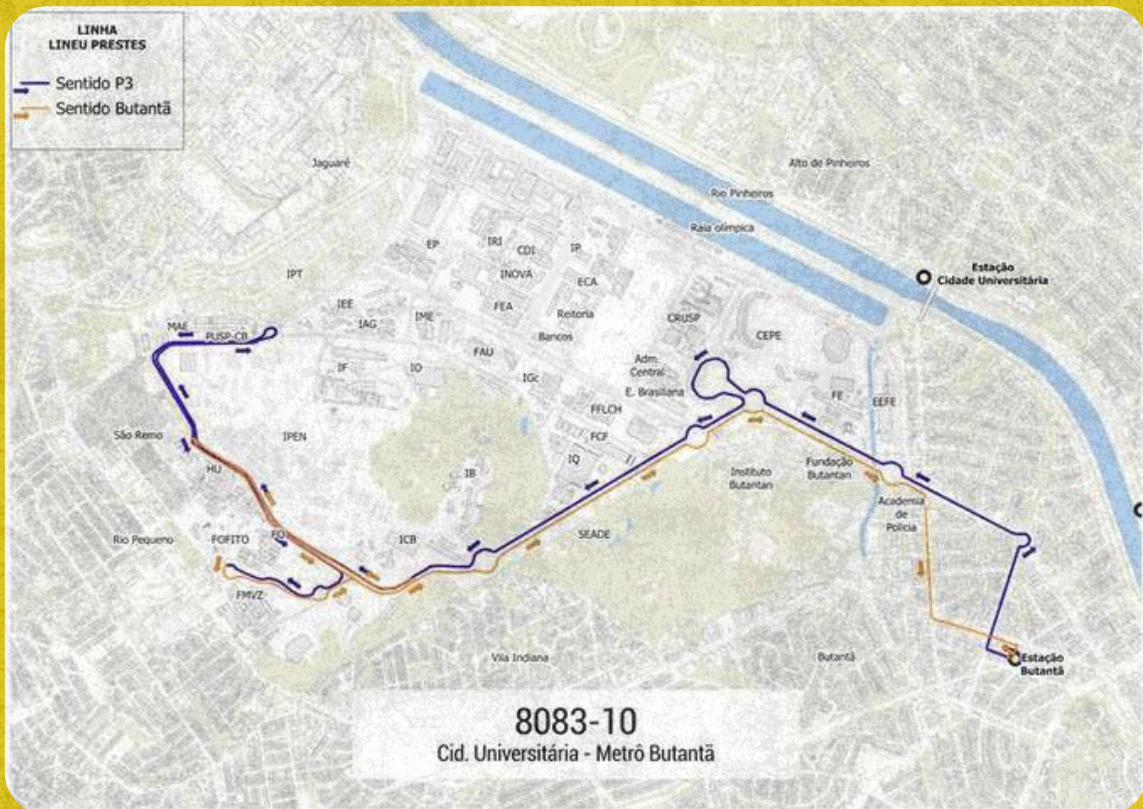 LINHA
LINEU PRESTES
Sentido P3
Sentido Butantã
Jaguaré
Alto de Pinheiros
Rio Pinheiros
Raia olímpica
Estação
Cidade Universitária
EP
IRI
CDI
IP
IPT
INOVA
ECA
IEE
FEA
Reitoria
CRUSP
MAE
PUSP-CB
IAG
IME
Bancos
CEPE
FAU
Adm.
Central
IF
IO
IGc
E. Brasiliana
FE
EEFE
FFLCH
São Remo
IPEN
FCF
HU
IB
IQ
Instituto
Butantan
Fundação
Butantan
Academia
de
Polícia
Rio Pequeno
FOFITO
FO
ICB
SEADE
FMVZ
Vila Indiana
Butantã
Estação
Butantã
8083-10
Cid. Universitária - Metrô Butantã